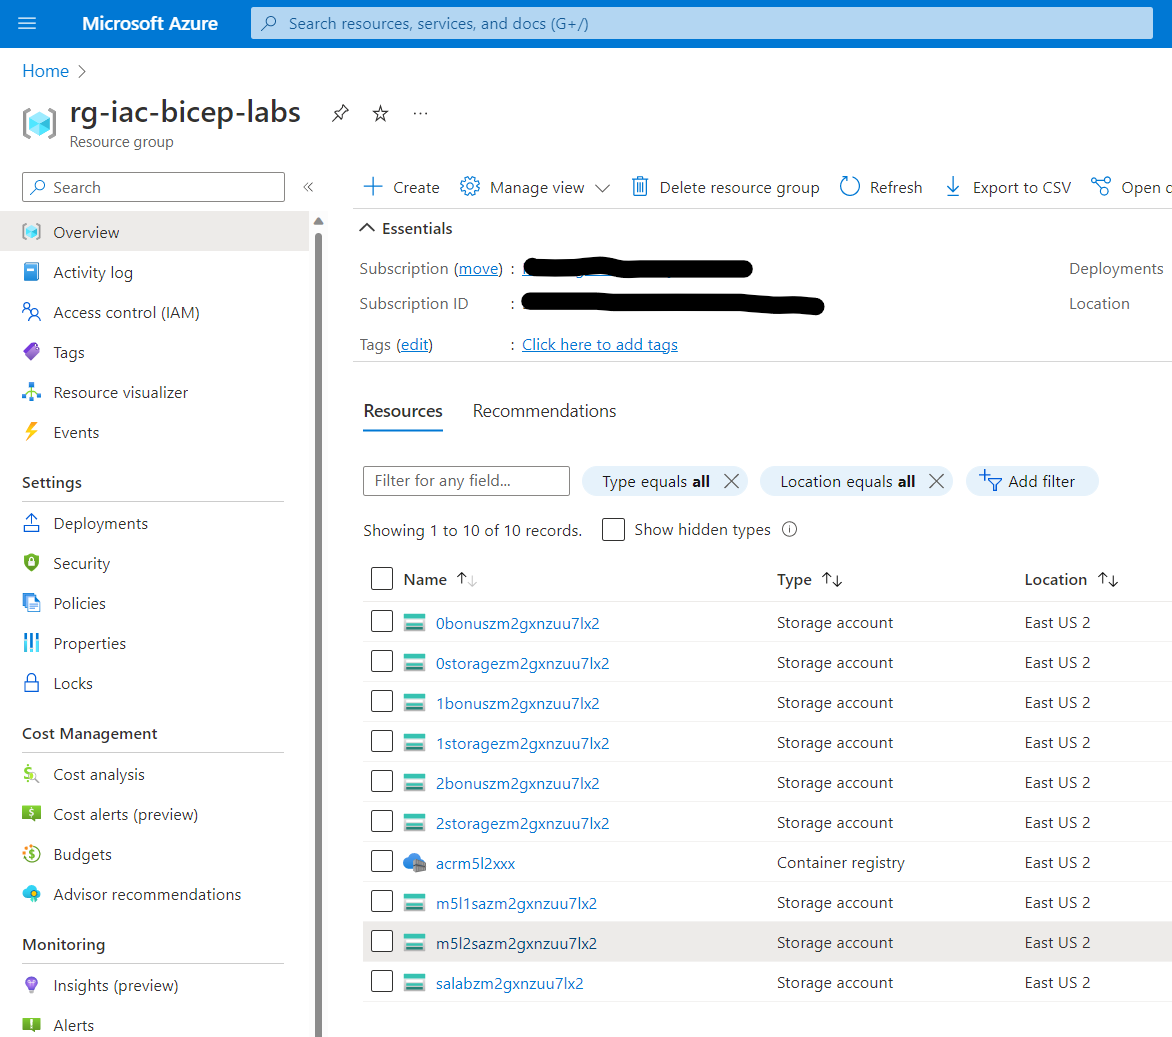 Microsoft Azure
Search resources, services, and docs (G+/)
Home
rg-iac-bicep-labs
...
Resource group
Search
«
Overview
Activity log
Access control (IAM)
Tags
Resource visualizer
Events
Settings
Deployments
Security
Policies
Properties
Locks
Cost Management
Cost analysis
Cost alerts (preview)
Budgets
Advisor recommendations
Monitoring
Insights (preview)
Alerts
Create
Manage view
Delete resource group
Refresh
Export to CSV
Open
Essentials
Subscription (move) :
Subscription ID :
Tags (edit) : Click here to add tags
Deployments
Location
Resources Recommendations
Filter for any field...
Type equals all
Location equals all
Add filter
Showing 1 to 10 of 10 records.
Show hidden types
Name Type Location
0bonuszm2gxnzuu7lx2 Storage account East US 2
0storagezm2gxnzuu7lx2 Storage account East US 2
1bonuszm2gxnzuu7lx2 Storage account East US 2
1storagezm2gxnzuu7lx2 Storage account East US 2
2bonuszm2gxnzuu7lx2 Storage account East US 2
2storagezm2gxnzuu7lx2 Storage account East US 2
acrm5l2xxx Container registry East US 2
m5l1sazm2gxnzuu7lx2 Storage account East US 2
m5l2sazm2gxnzuu7lx2 Storage account East US 2
salabzm2gxnzuu7lx2 Storage account East US 2